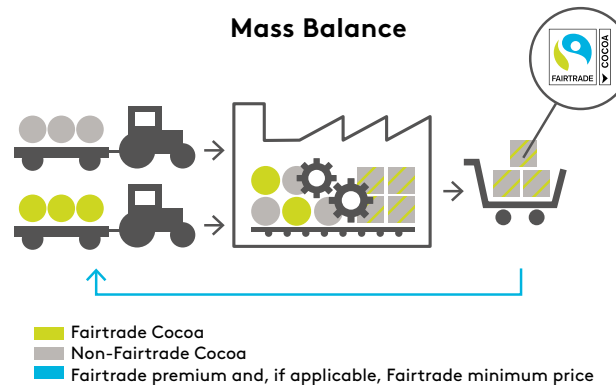 Mass Balance
FAIRTRADE
▶ COCOA
Fairtrade Cocoa
Non-Fairtrade Cocoa
Fairtrade premium and, if applicable, Fairtrade minimum price